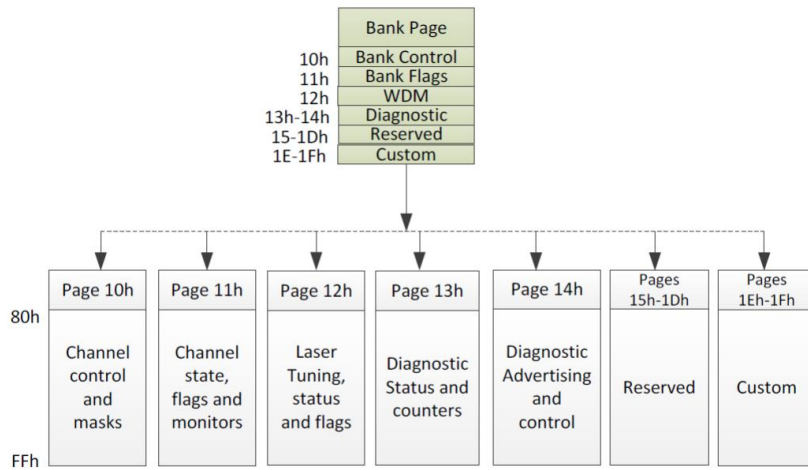 Bank Page
10h Bank Control
11h Bank Flags
12h WDM
13h-14h Diagnostic
15-1Dh Reserved
1E-1Fh Custom
Page 10h
Page 11h
Page 12h
Page 13h
Page 14h
Pages
15h-1Dh
Pages
1Eh-1Fh
80h
Channel
control
and
masks
Channel
state,
flags and
monitors
Laser
Tuning,
status
and flags
Diagnostic
Status and
counters
Diagnostic
Advertising
and
control
Reserved
Custom
FFh